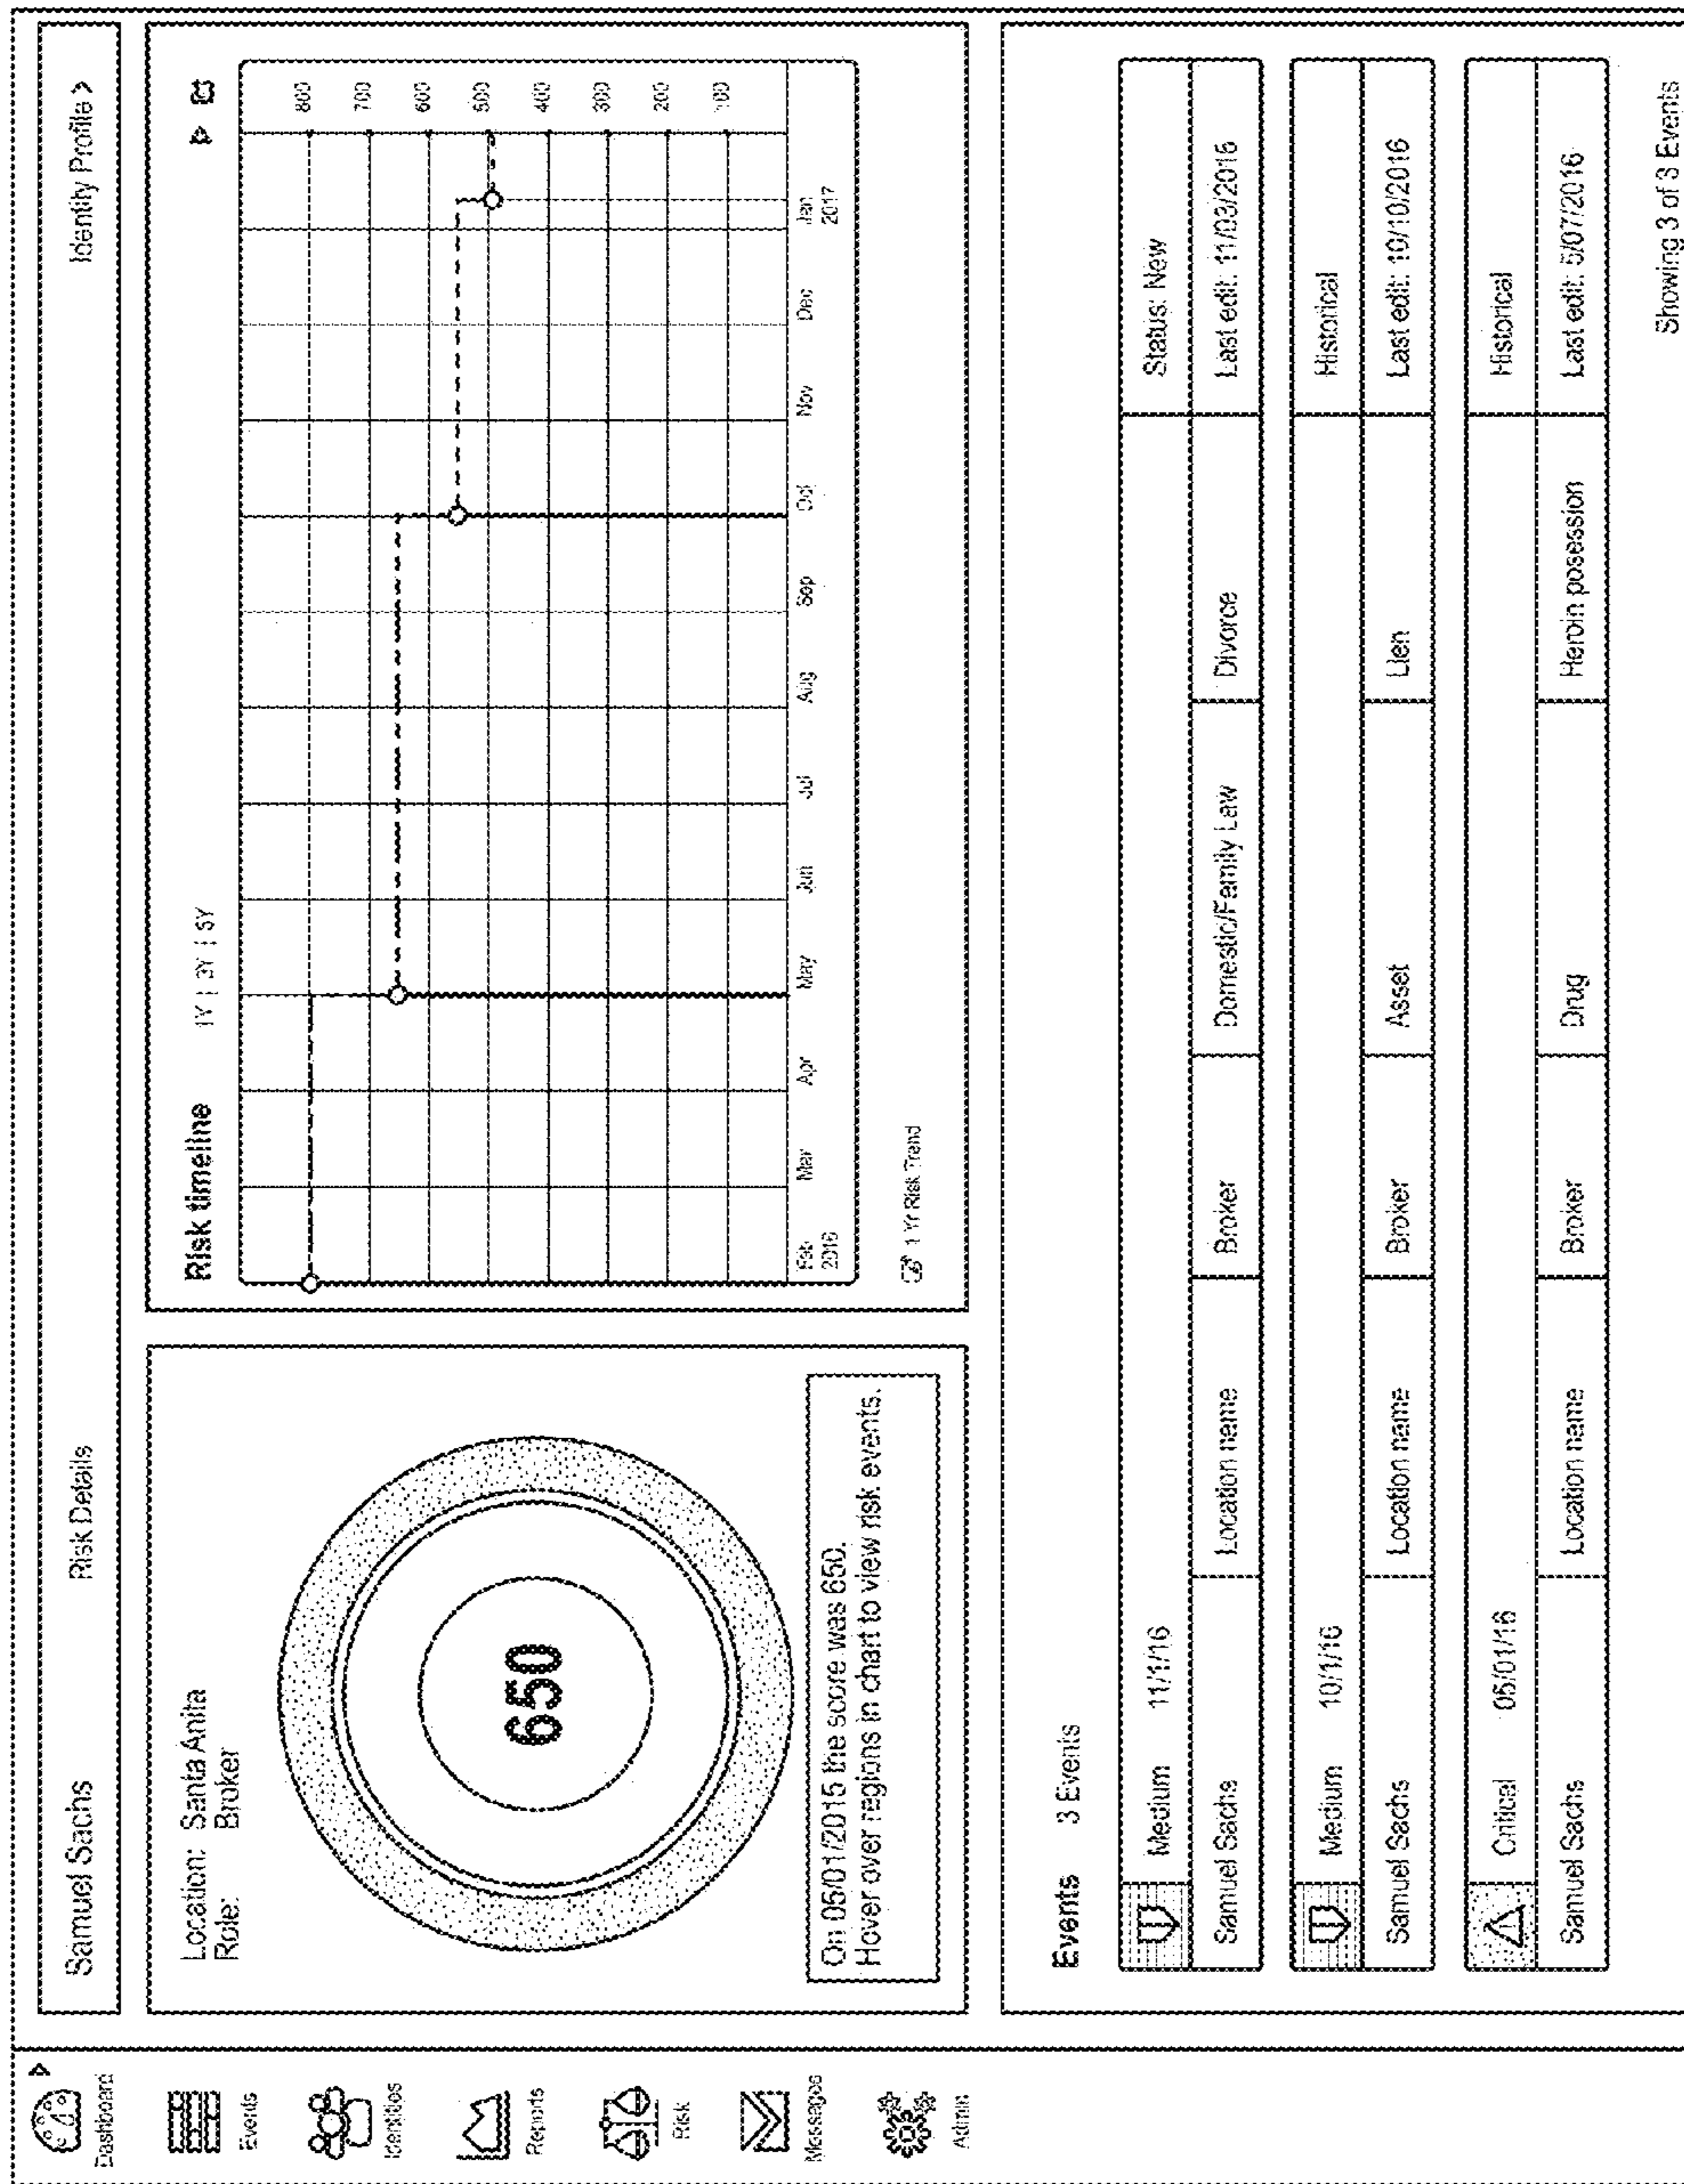 Samuel Sachs Risk Details Identity Profile >
Dashboard
Events
Identities
Reports
Risk
Messages
Admin
Location: Santa Anita
Role: Broker
650
On 05/01/2015 the score was 650.
Hover over regions in chart to view risk events.
Risk timeline 1Y | 3Y | 5Y
800
700
600
500
400
300
200
100
Feb Mar Apr May Jun Jul Aug Sep Oct Nov Dec Jan
2016 2017
1 Yr Risk Trend
Events 3 Events
Medium 11/1/16 Status: New
Samuel Sachs Location name Broker Domestic/Family Law Divorce Last edit: 11/03/2016
Medium 10/1/16 Historical
Samuel Sachs Location name Broker Asset Lien Last edit: 10/10/2016
Critical 05/01/16 Historical
Samuel Sachs Location name Broker Drug Heroin posession Last edit: 5/07/2016
Showing 3 of 3 Events